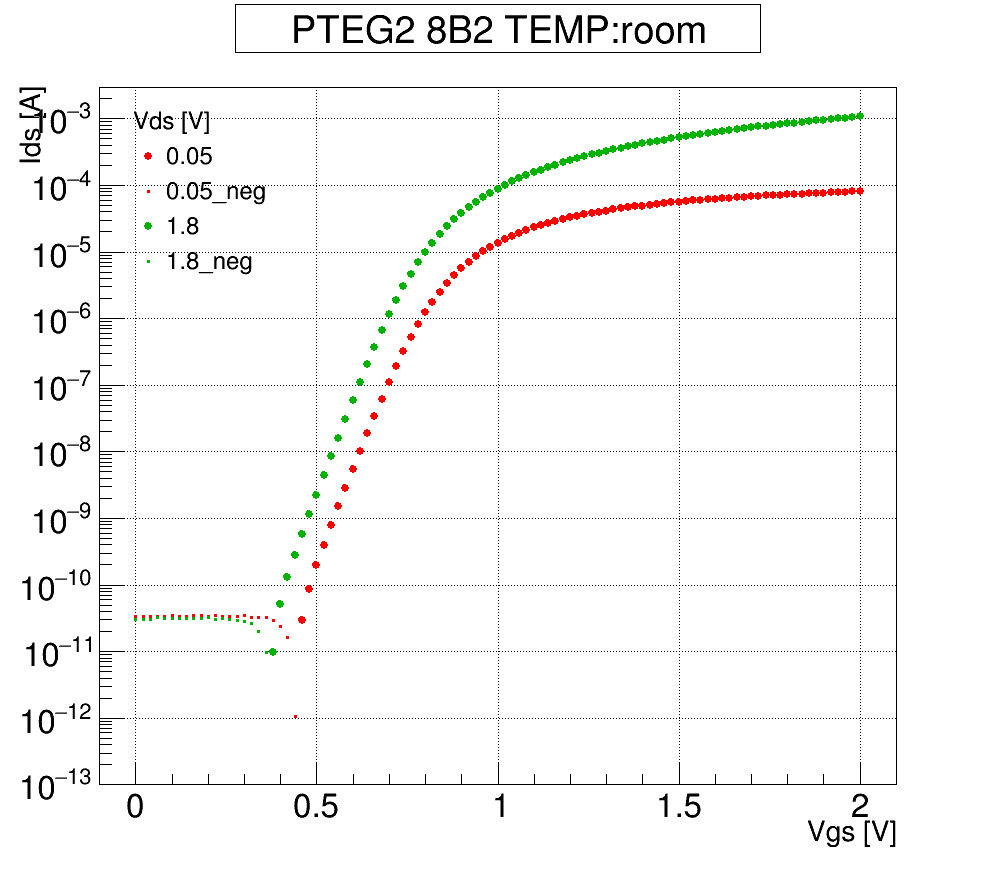 PTEG2 8B2 TEMP:room
Ids [A]
Vds [V]
0.05
0.05_neg
1.8
1.8_neg
10⁻³
10⁻⁴
10⁻⁵
10⁻⁶
10⁻⁷
10⁻⁸
10⁻⁹
10⁻¹⁰
10⁻¹¹
10⁻¹²
10⁻¹³
0 0.5 1 1.5 2
Vgs [V]